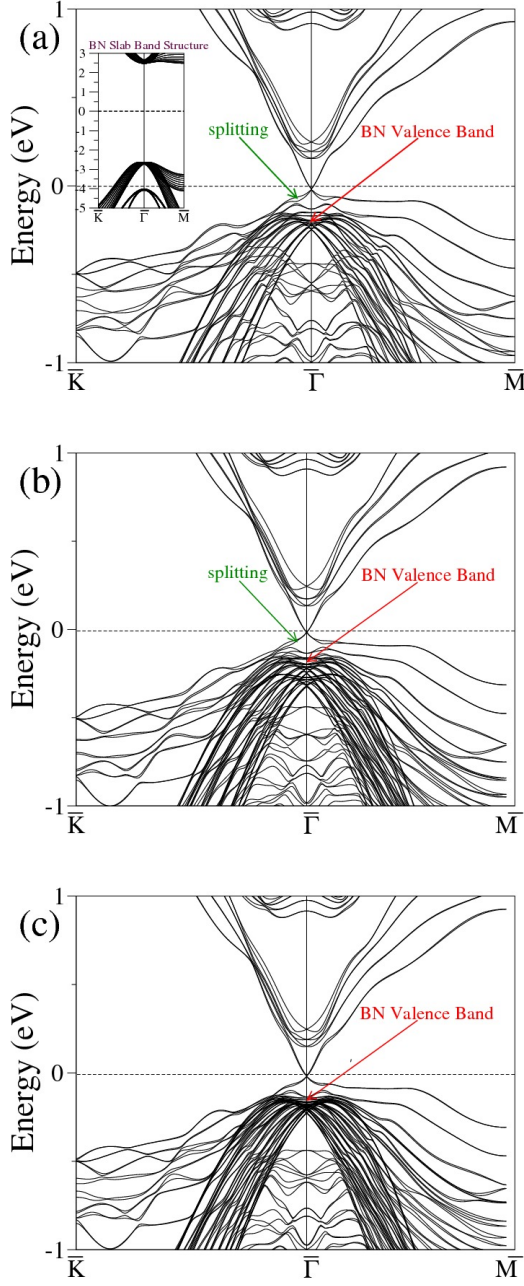 (a)
BN Slab Band Structure
3
2
1
0
-1
-2
-3
-4
-5
K̅ Γ̅ M̅
splitting
BN Valence Band
Energy (eV)
1
0
-1
K̅ Γ̅ M̅
(b)
splitting
BN Valence Band
Energy (eV)
1
0
-1
K̅ Γ̅ M̅
(c)
BN Valence Band
Energy (eV)
1
0
-1
K̅ Γ̅ M̅